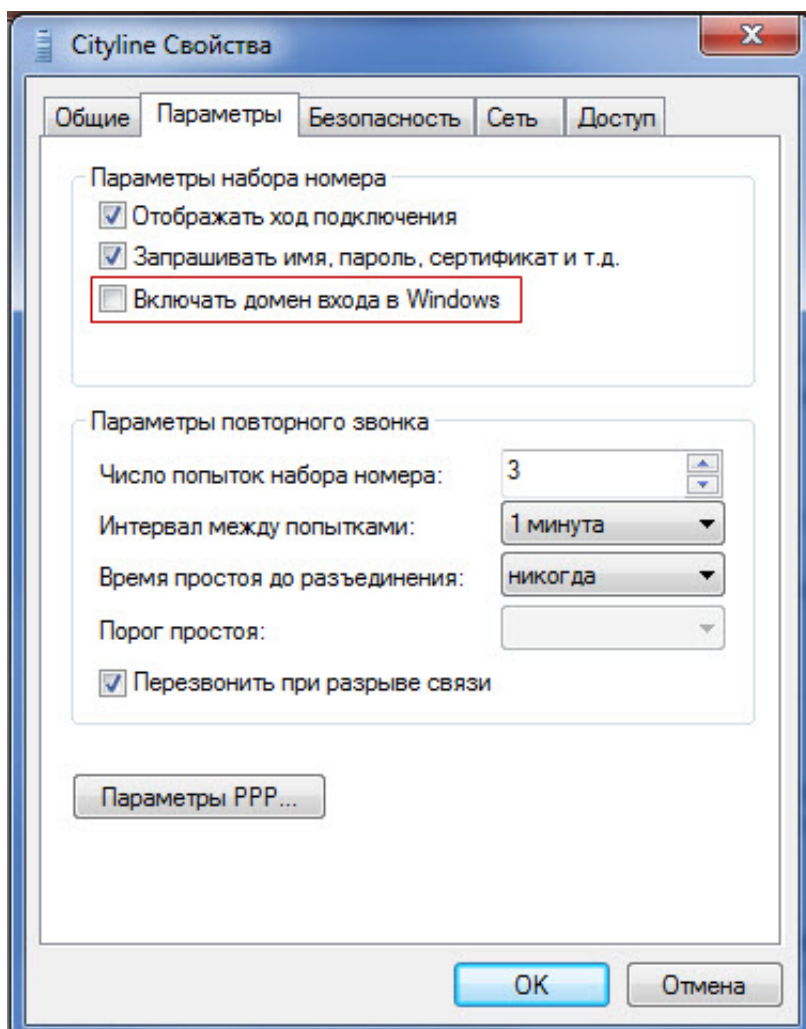 Cityline Свойства
Общие Параметры Безопасность Сеть Доступ
Параметры набора номера
Отображать ход подключения
Запрашивать имя, пароль, сертификат и т.д.
Включать домен входа в Windows
Параметры повторного звонка
Число попыток набора номера: 3
Интервал между попытками: 1 минута
Время простоя до разъединения: никогда
Порог простоя:
Перезвонить при разрыве связи
Параметры PPP...
OK Отмена